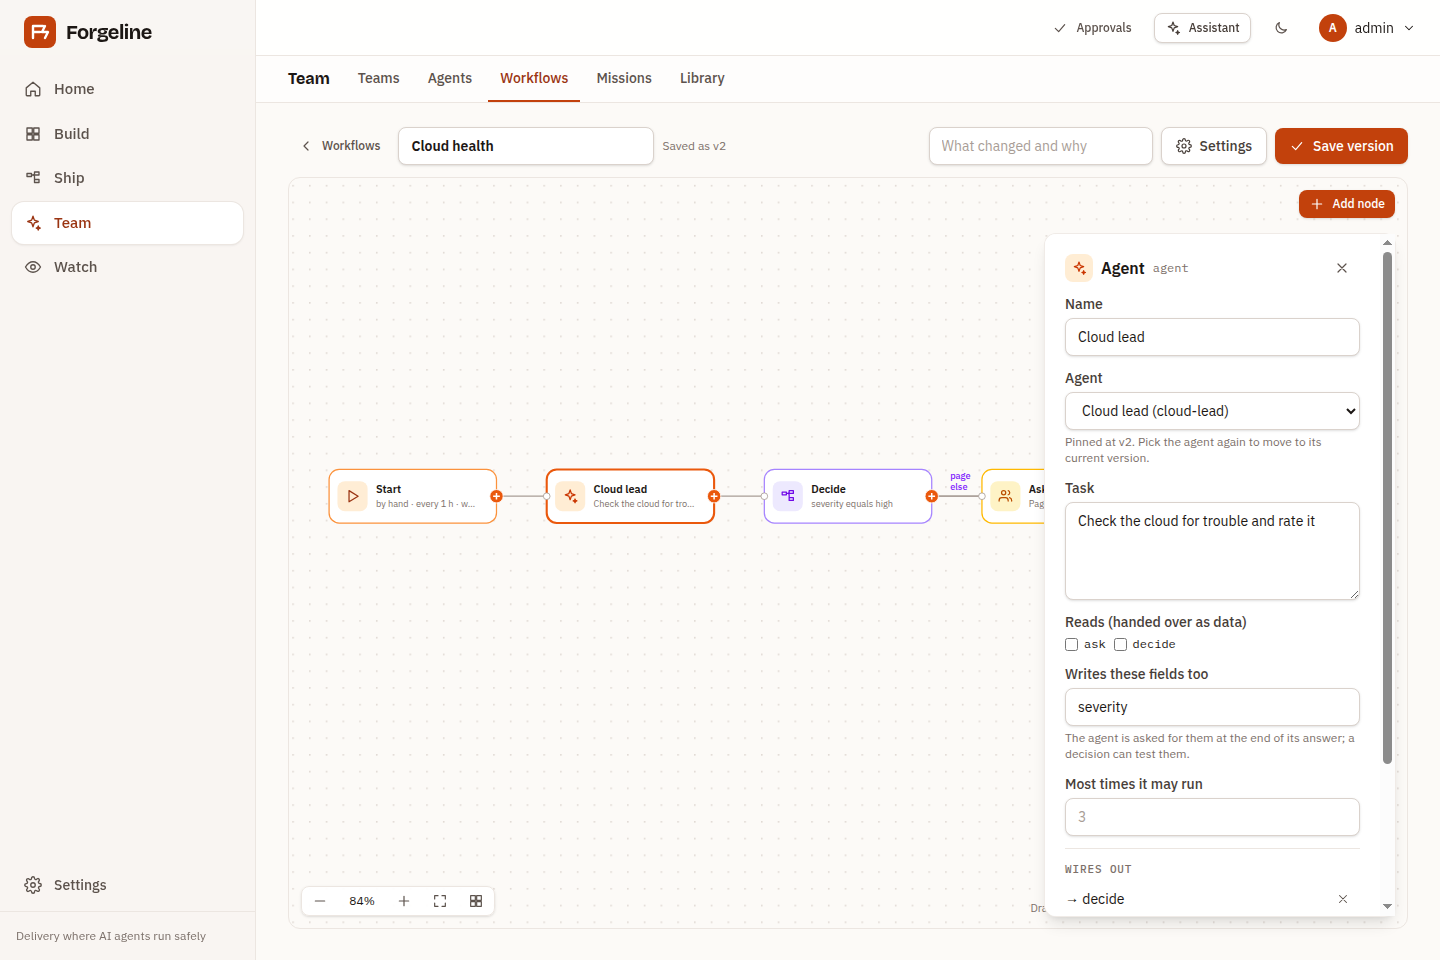 Forgeline
Approvals
Assistant
A
admin
Home
Build
Ship
Team
Watch
Settings
Delivery where AI agents run safely
Team
Teams
Agents
Workflows
Missions
Library
Workflows
Cloud health
Saved as v2
What changed and why
Settings
Save version
Add node
Start
by hand · every 1 h · w...
Cloud lead
Check the cloud for tro...
Decide
severity equals high
page
else
Ask
Pag
84%
Dra
Agent agent
Name
Cloud lead
Agent
Cloud lead (cloud-lead)
Pinned at v2. Pick the agent again to move to its
current version.
Task
Check the cloud for trouble and rate it
Reads (handed over as data)
ask decide
Writes these fields too
severity
The agent is asked for them at the end of its answer; a
decision can test them.
Most times it may run
3
WIRES OUT
→ decide